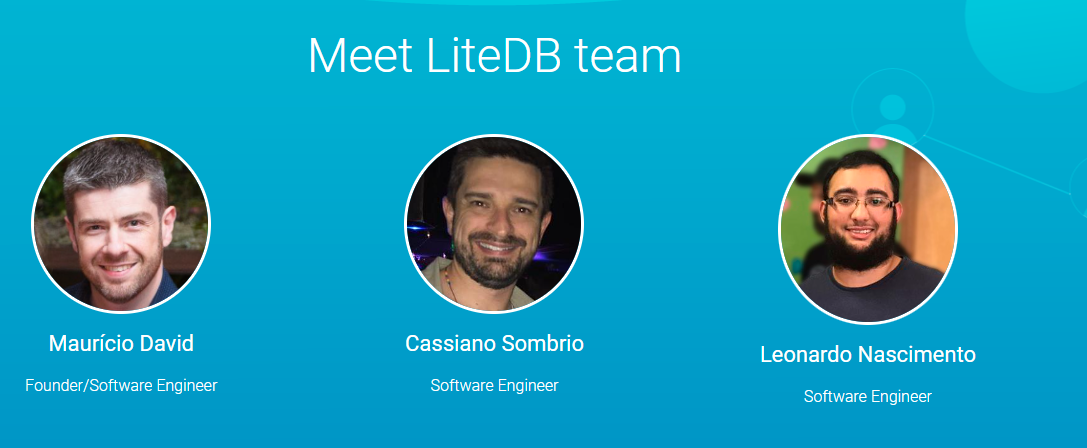 Meet LiteDB team
Maurício David
Founder/Software Engineer
Cassiano Sombrio
Software Engineer
Leonardo Nascimento
Software Engineer